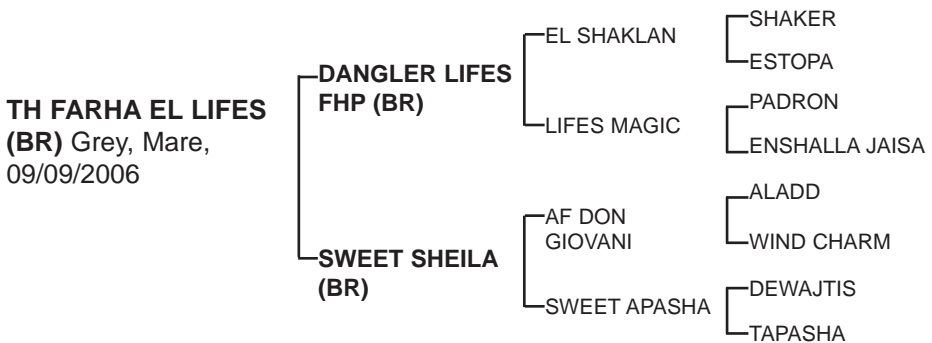 TH FARHA EL LIFES
(BR) Grey, Mare,
09/09/2006
DANGLER LIFES
FHP (BR)
SWEET SHEILA
(BR)
EL SHAKLAN
LIFES MAGIC
AF DON
GIOVANI
SWEET APASHA
SHAKER
ESTOPA
PADRON
ENSHALLA JAISA
ALADD
WIND CHARM
DEWAJTIS
TAPASHA